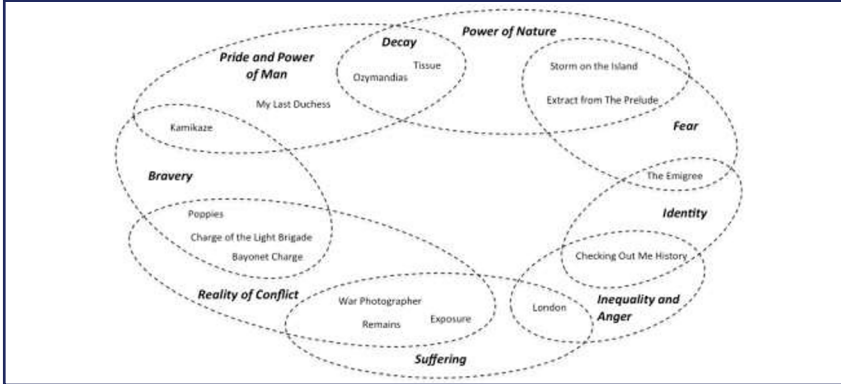 Power of Nature
Decay
Pride and Power
of Man
Tissue
Ozymandias
Storm on the Island
My Last Duchess
Extract from The Prelude
Kamikaze
Fear
Bravery
The Emigree
Poppies
Identity
Charge of the Light Brigade
Bayonet Charge
Checking Out Me History
Reality of Conflict
War Photographer
London
Inequality and
Anger
Remains
Exposure
Suffering